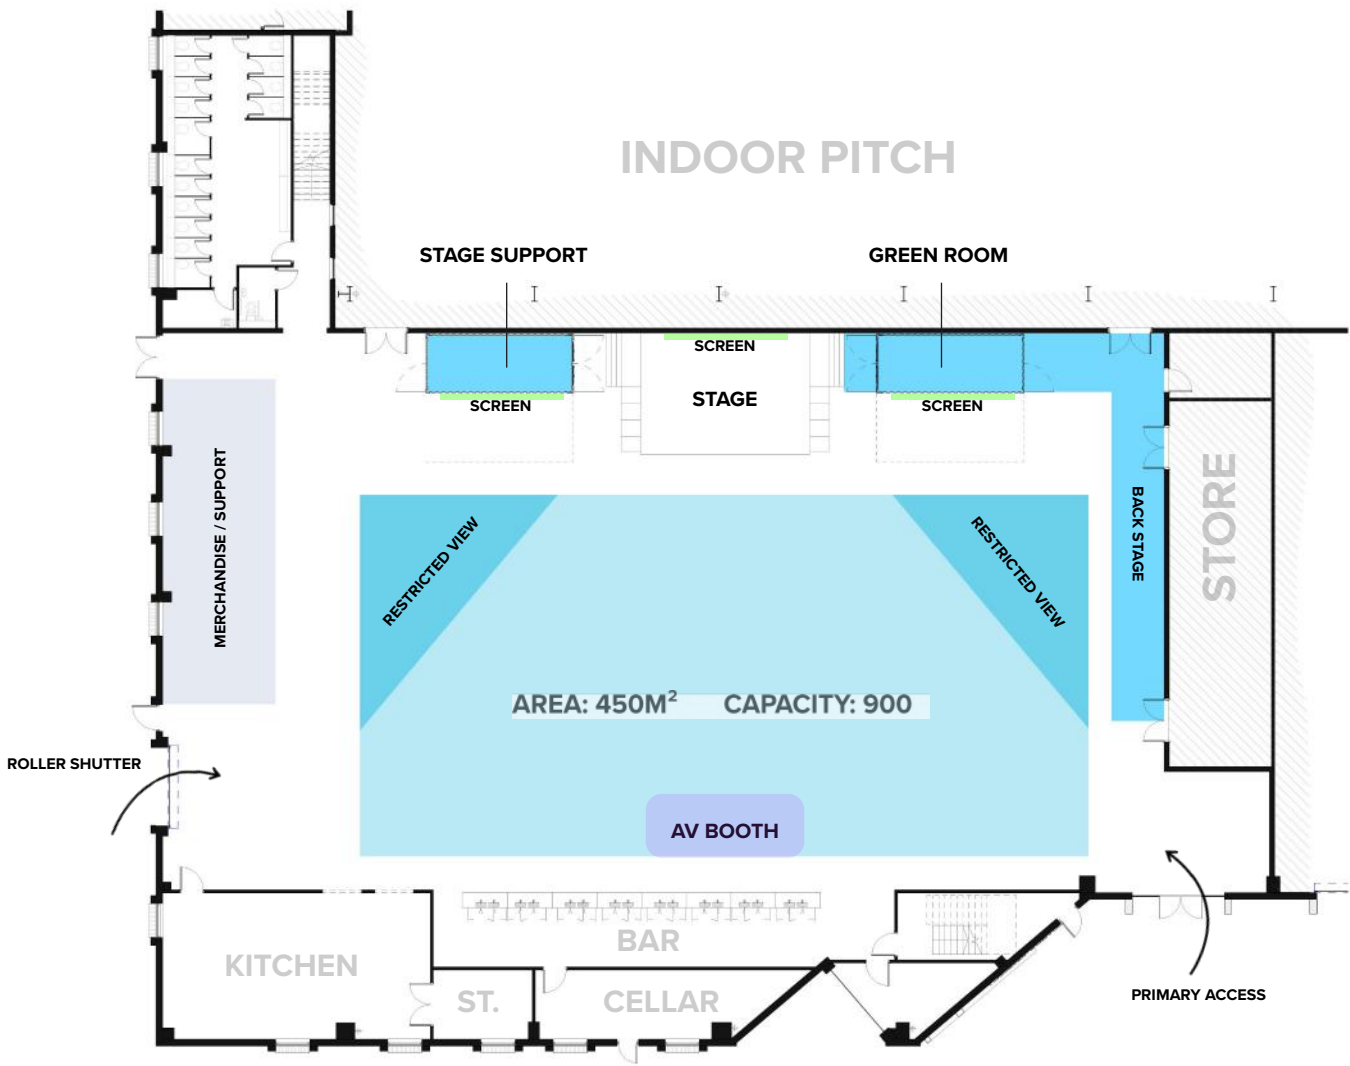 INDOOR PITCH
STAGE SUPPORT
GREEN ROOM
SCREEN
STAGE
SCREEN
SCREEN
MERCHANDISE / SUPPORT
RESTRICTED VIEW
RESTRICTED VIEW
BACK STAGE
STORE
AREA: 450M² CAPACITY: 900
ROLLER SHUTTER
AV BOOTH
BAR
KITCHEN
ST.
CELLAR
PRIMARY ACCESS